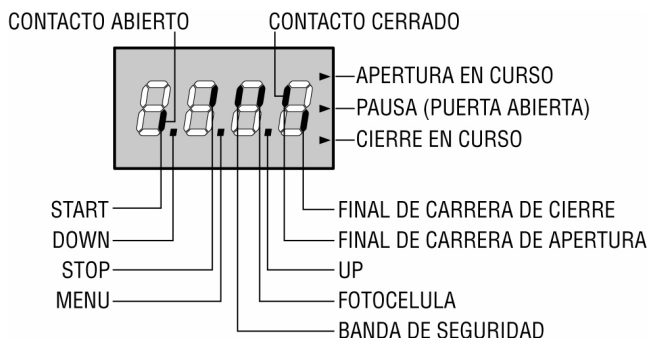 CONTACTO ABIERTO
CONTACTO CERRADO
APERTURA EN CURSO
PAUSA (PUERTA ABIERTA)
CIERRE EN CURSO
START
DOWN
STOP
MENU
FINAL DE CARRERA DE CIERRE
FINAL DE CARRERA DE APERTURA
UP
FOTOCELULA
BANDA DE SEGURIDAD